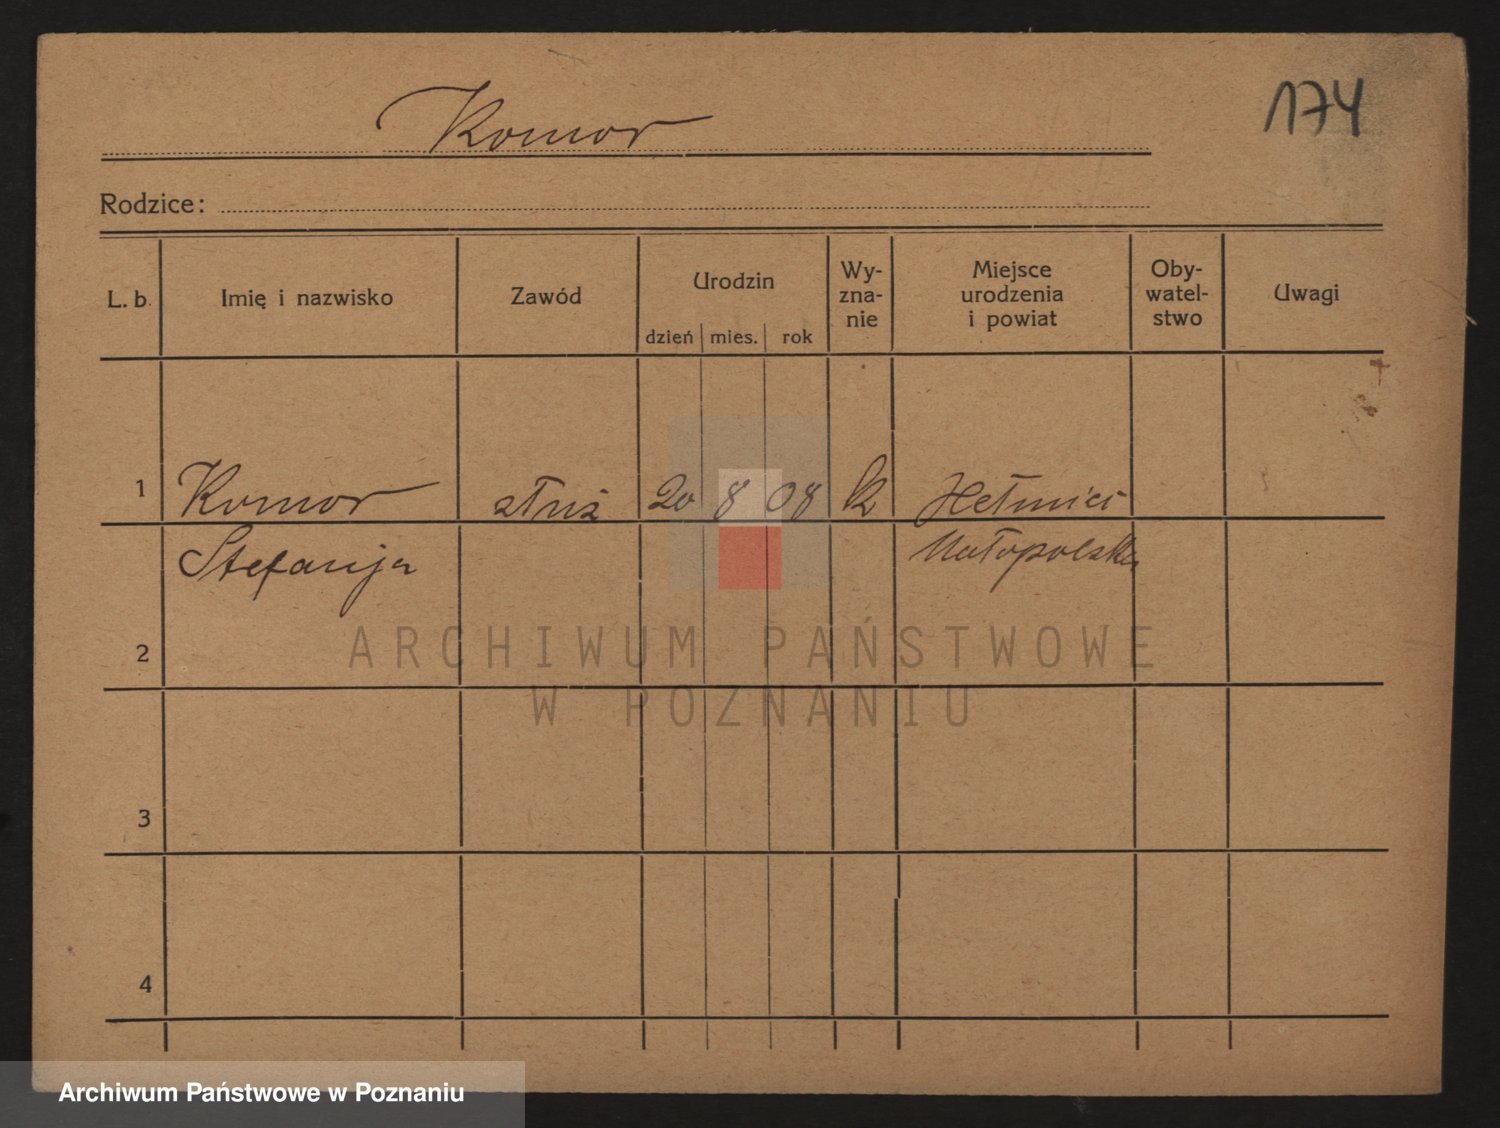 174
Komor
Rodzice:
L. b. Imię i nazwisko Zawód Urodzin dzień mies. rok Wy-zna-nie Miejsce urodzenia i powiat Oby-watel-stwo Uwagi
1 Komor służ 20 8 08 k
Stefanja Małopolska
2
3
4
ARCHIWUM PAŃSTWOWE
W POZNANIU
Archiwum Państwowe w Poznaniu